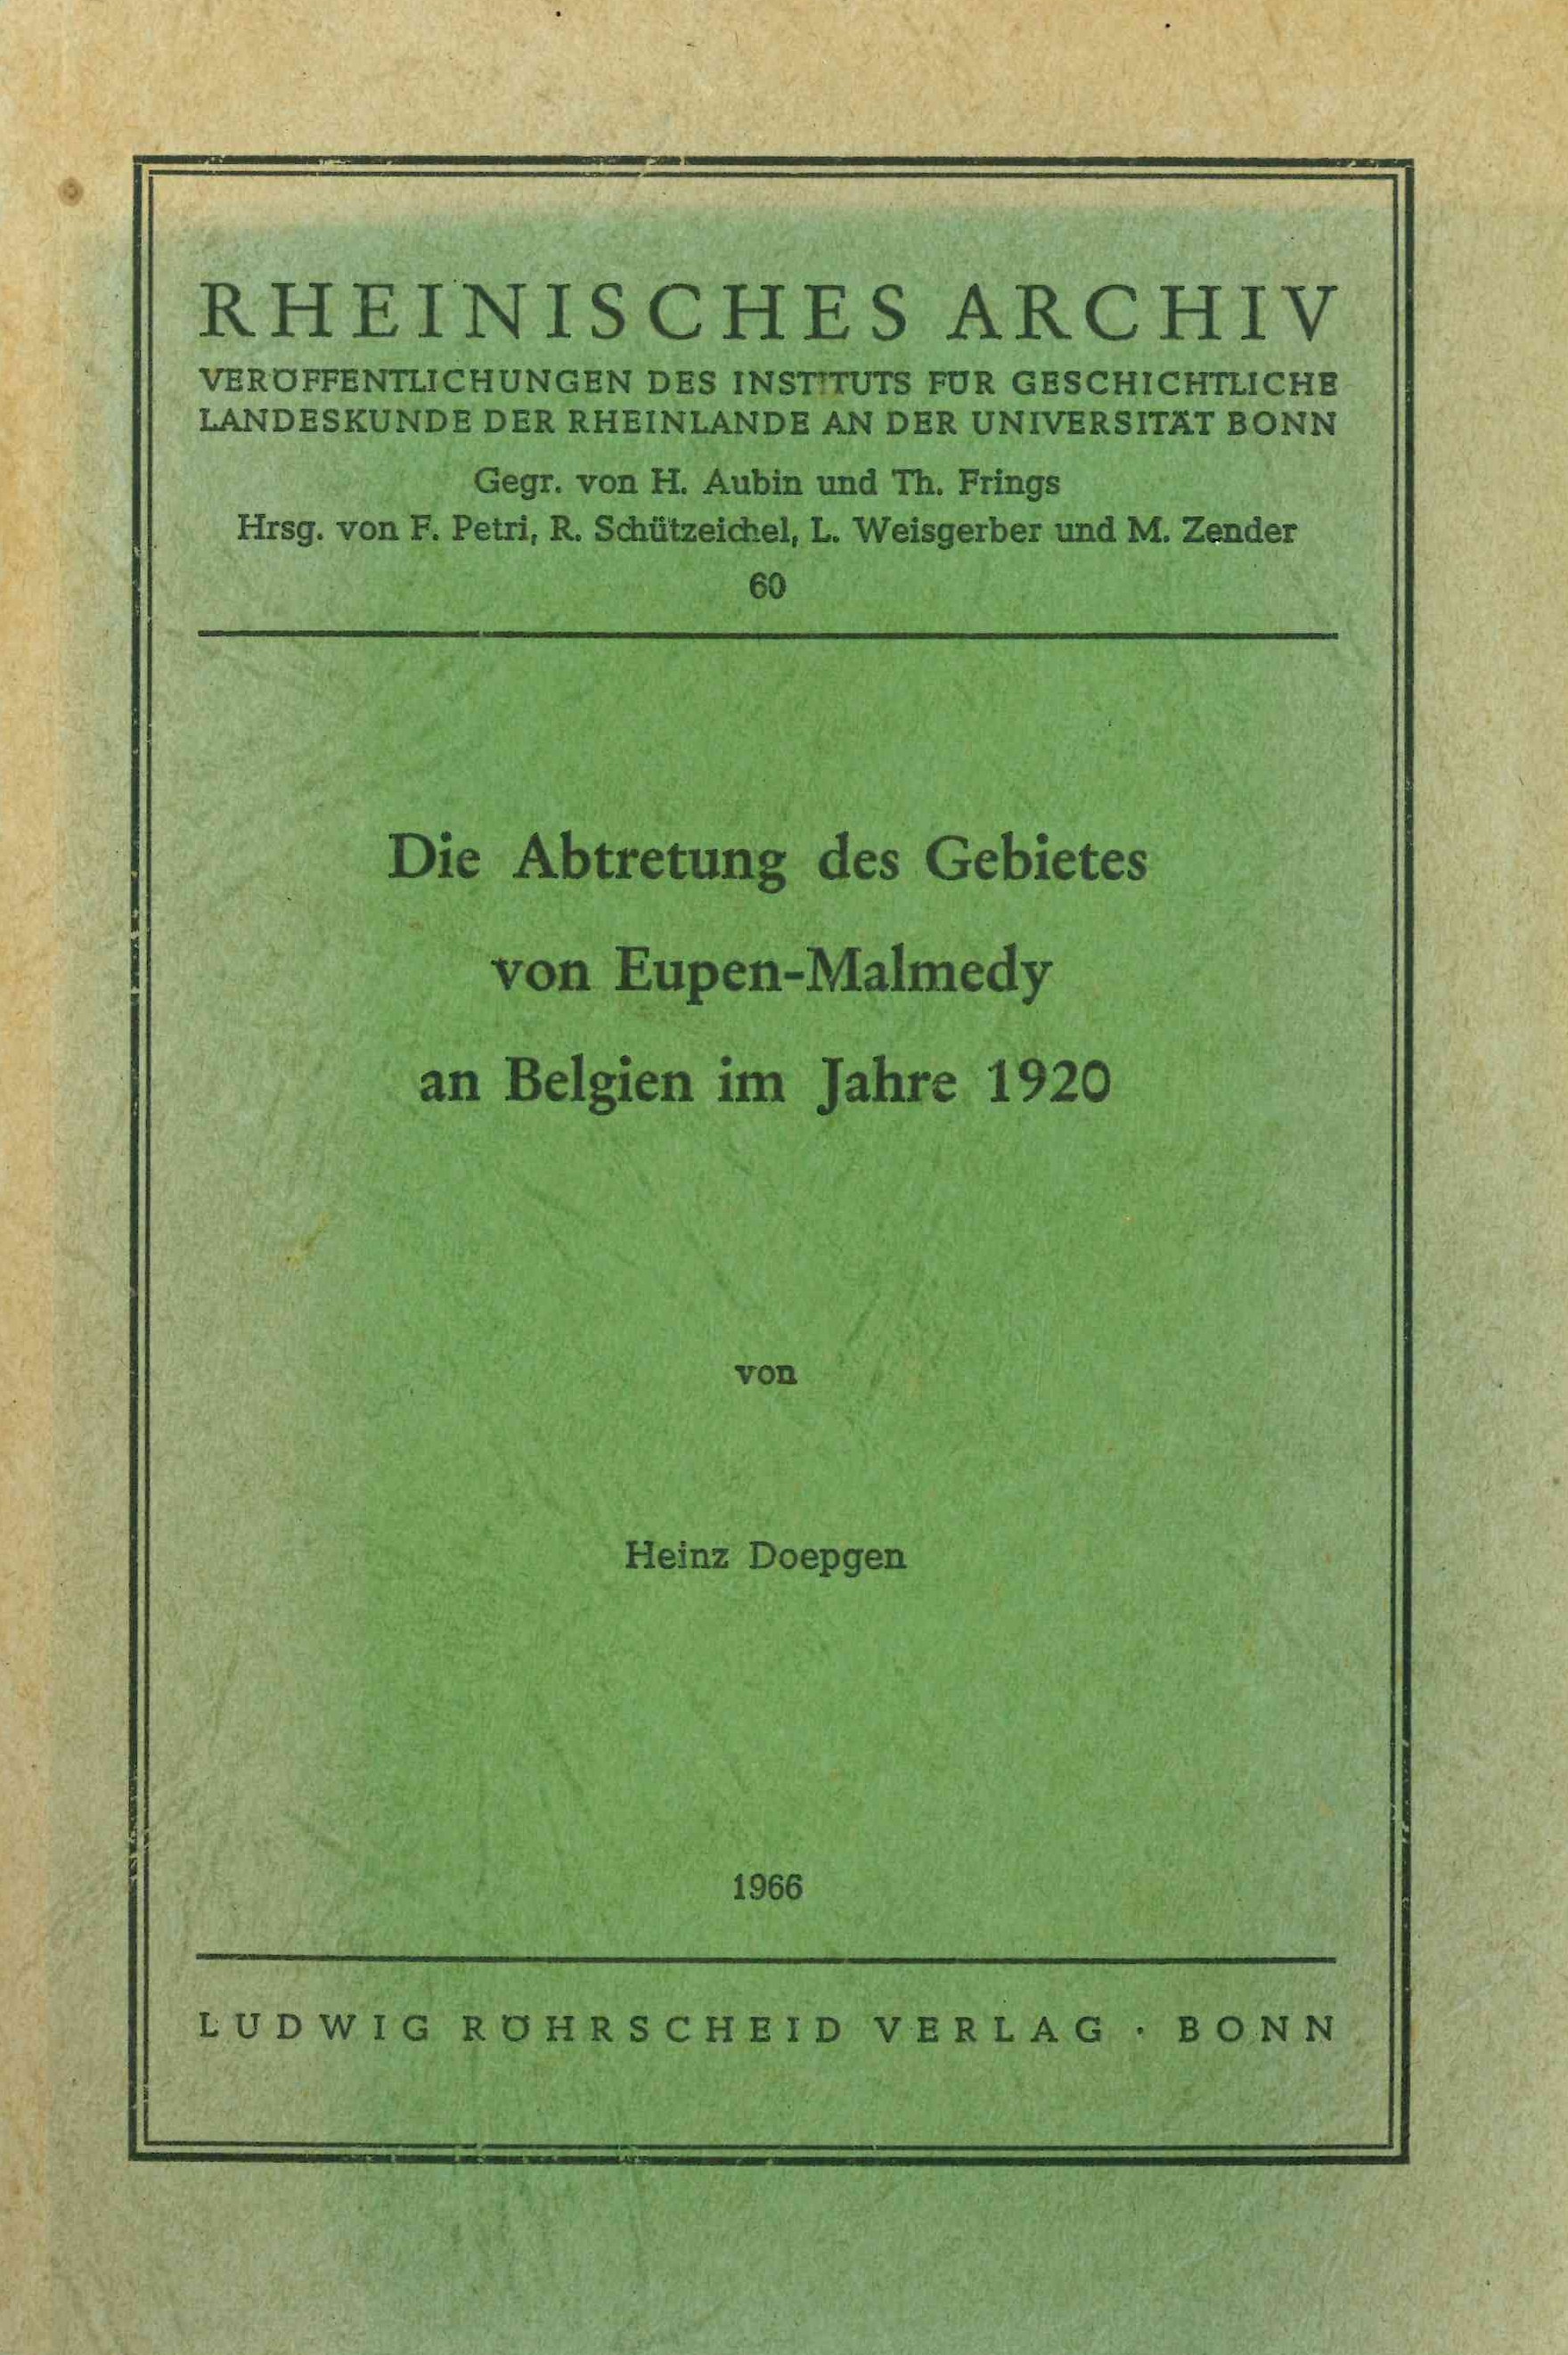 RHEINISCHES ARCHIV
VERÖFFENTLICHUNGEN DES INSTITUTS FÜR GESCHICHTLICHE
LANDESKUNDE DER RHEINLANDE AN DER UNIVERSITÄT BONN
Gegr. von H. Aubin und Th. Frings
Hrsg. von F. Petri, R. Schützeichel, L. Weisgerber und M. Zender
60
Die Abtretung des Gebietes
von Eupen-Malmedy
an Belgien im Jahre 1920
von
Heinz Doepgen
1966
LUDWIG RÖHRSCHEID VERLAG · BONN